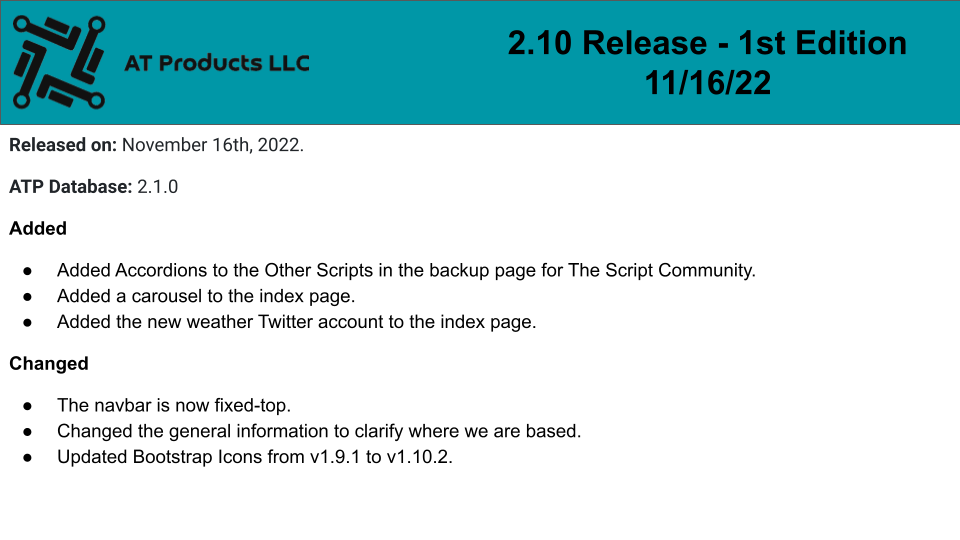 AT Products LLC
2.10 Release - 1st Edition
11/16/22
Released on: November 16th, 2022.
ATP Database: 2.1.0
Added
● Added Accordions to the Other Scripts in the backup page for The Script Community.
● Added a carousel to the index page.
● Added the new weather Twitter account to the index page.
Changed
● The navbar is now fixed-top.
● Changed the general information to clarify where we are based.
● Updated Bootstrap Icons from v1.9.1 to v1.10.2.